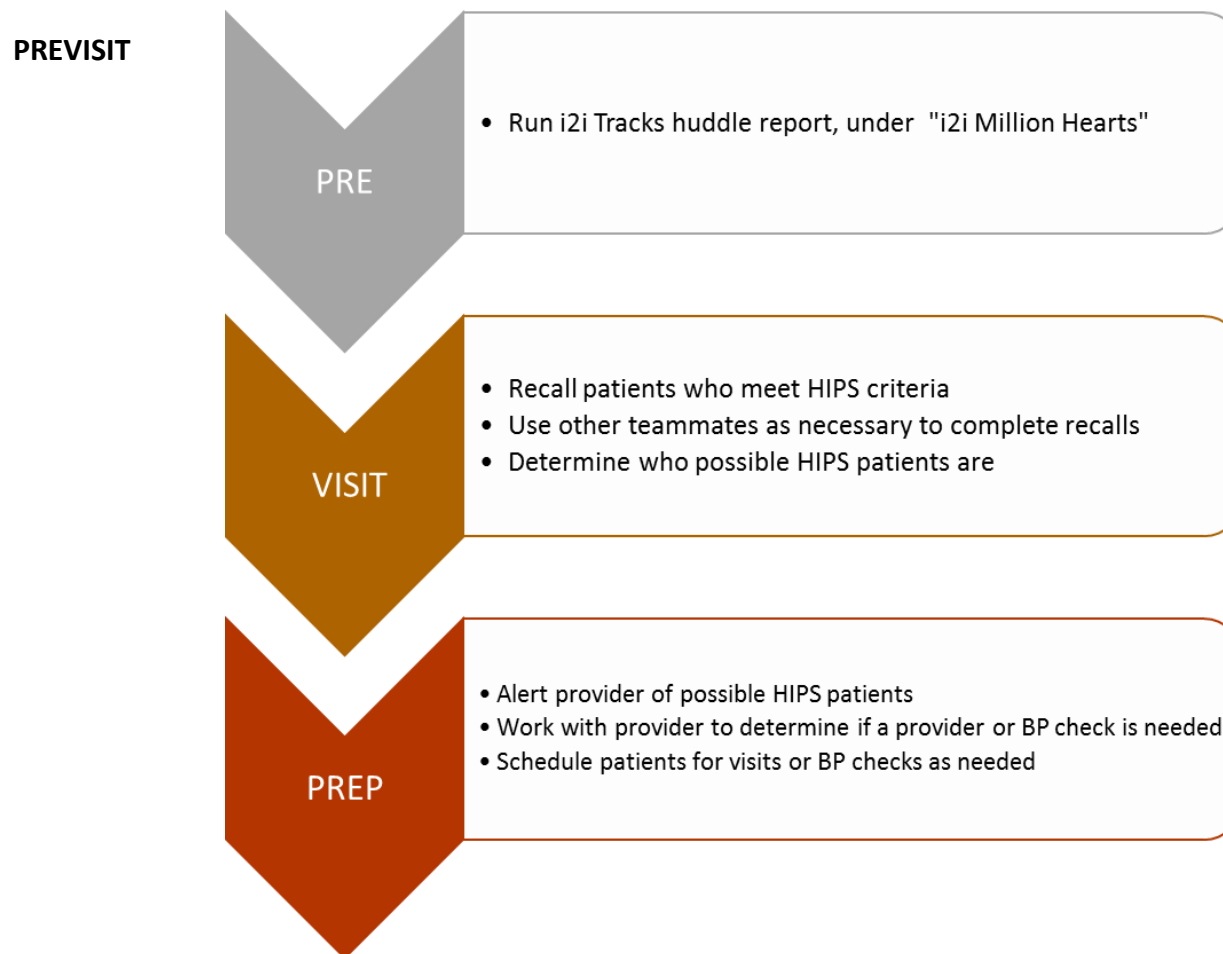 PREVISIT
PRE
• Run i2i Tracks huddle report, under  "i2i Million Hearts"
VISIT
• Recall patients who meet HIPS criteria
• Use other teammates as necessary to complete recalls
• Determine who possible HIPS patients are
PREP
• Alert provider of possible HIPS patients
• Work with provider to determine if a provider or BP check is needed
• Schedule patients for visits or BP checks as needed